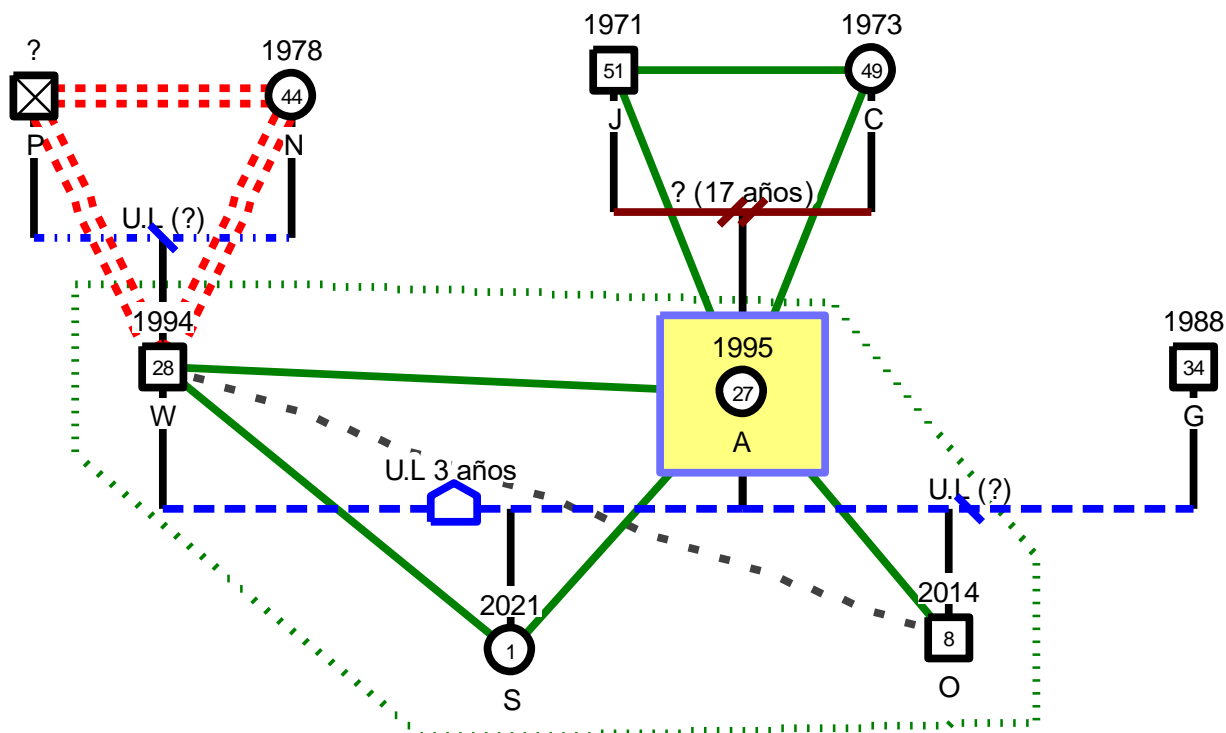 1971
1973
?
1978
51
49
44
J
C
P
N
? (17 años)
U.L (?)
1994
1988
1995
28
34
27
W
G
A
U.L 3 años
U.L (?)
2021
2014
1
8
S
O